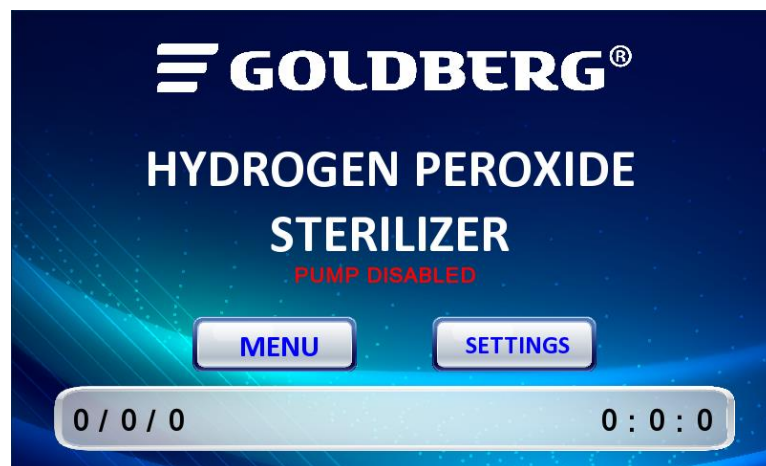 GOLDBERG®
HYDROGEN PEROXIDE
STERILIZER
PUMP DISABLED
MENU SETTINGS
0 / 0 / 0 0 : 0 : 0